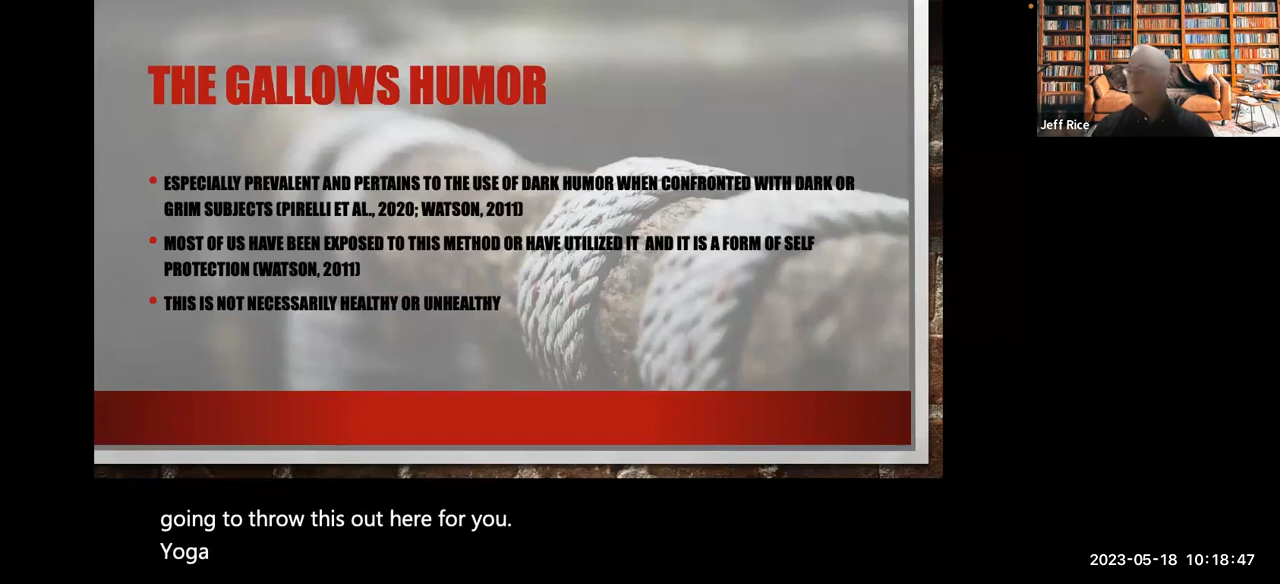 THE GALLOWS HUMOR
• ESPECIALLY PREVALENT AND PERTAINS TO THE USE OF DARK HUMOR WHEN CONFRONTED WITH DARK OR
GRIM SUBJECTS (PIRELLI ET AL., 2020; WATSON, 2011)
• MOST OF US HAVE BEEN EXPOSED TO THIS METHOD OR HAVE UTILIZED IT AND IT IS A FORM OF SELF
PROTECTION (WATSON, 2011)
• THIS IS NOT NECESSARILY HEALTHY OR UNHEALTHY
Jeff Rice
going to throw this out here for you.
Yoga
2023-05-18 10:18:47